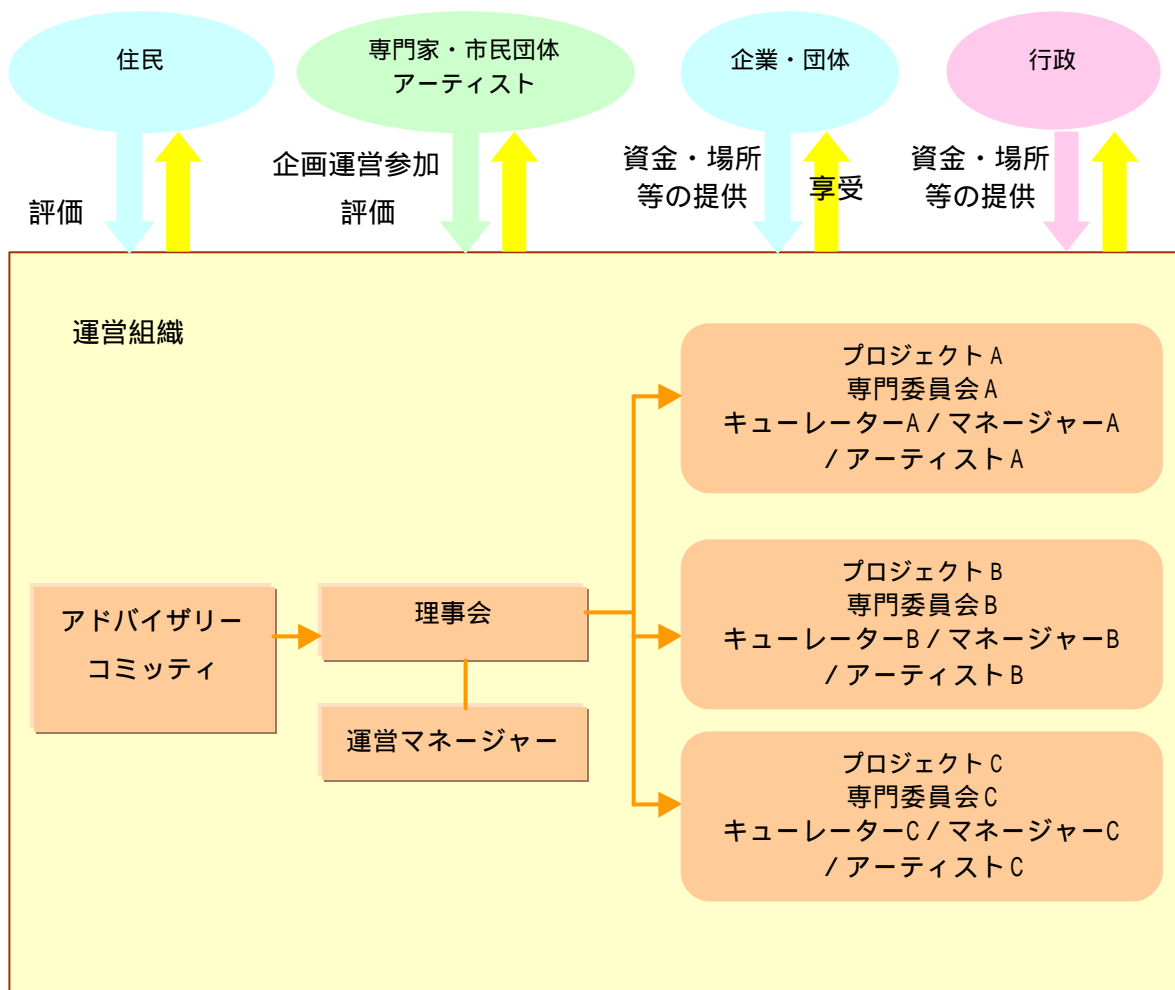 住民
専門家・市民団体
アーティスト
企業・団体
行政
評価
企画運営参加
評価
資金・場所
等の提供
享受
資金・場所
等の提供
運営組織
アドバイザリー
コミッティ
理事会
運営マネージャー
プロジェクトA
専門委員会A
キューレーターA/マネージャーA
/アーティストA
プロジェクトB
専門委員会B
キューレーターB/マネージャーB
/アーティストB
プロジェクトC
専門委員会C
キューレーターC/マネージャーC
/アーティストC